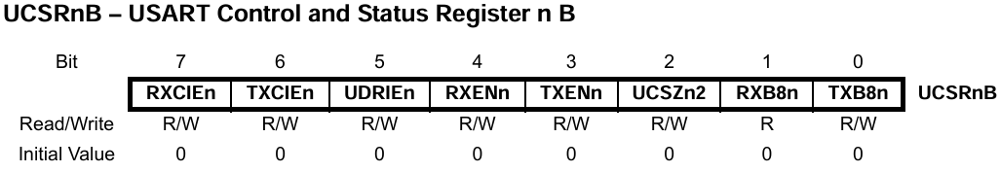 UCSRnB – USART Control and Status Register n B
Bit 7 6 5 4 3 2 1 0
RXCIEn TXCIEn UDRIEn RXENn TXENn UCSZn2 RXB8n TXB8n UCSRnB
Read/Write R/W R/W R/W R/W R/W R/W R R/W
Initial Value 0 0 0 0 0 0 0 0